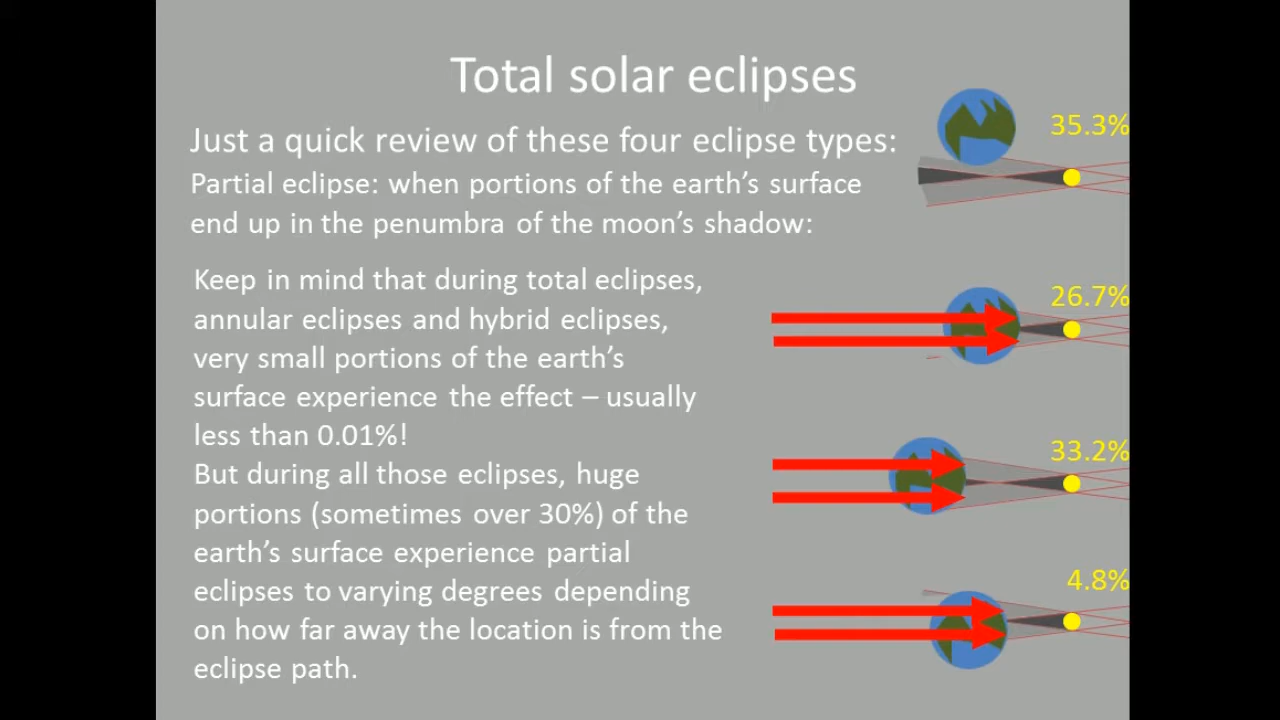 Total solar eclipses
35.3%
Just a quick review of these four eclipse types:
Partial eclipse: when portions of the earth’s surface
end up in the penumbra of the moon’s shadow:
Keep in mind that during total eclipses,
26.7%
annular eclipses and hybrid eclipses,
very small portions of the earth’s
surface experience the effect – usually
less than 0.01%!
33.2%
But during all those eclipses, huge
portions (sometimes over 30%) of the
earth’s surface experience partial
4.8%
eclipses to varying degrees depending
on how far away the location is from the
eclipse path.